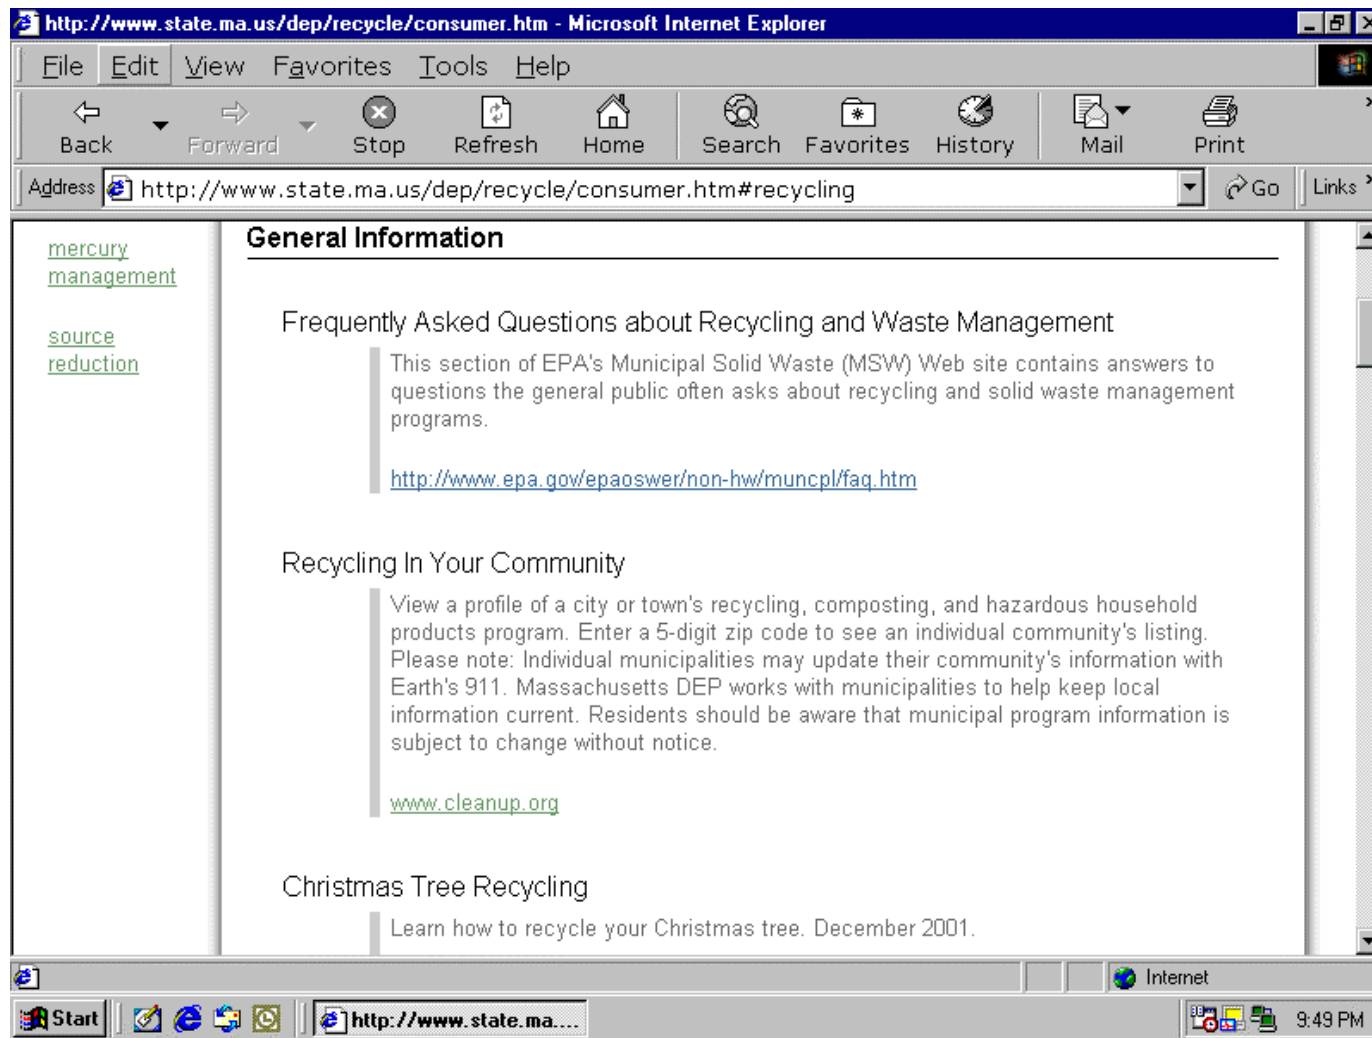 http://www.state.ma.us/dep/recycle/consumer.htm - Microsoft Internet Explorer
File Edit View Favorites Tools Help
Back Forward Stop Refresh Home Search Favorites History Mail Print
Address http://www.state.ma.us/dep/recycle/consumer.htm#recycling Go Links
mercury
management
source
reduction
General Information
Frequently Asked Questions about Recycling and Waste Management
This section of EPA's Municipal Solid Waste (MSW) Web site contains answers to
questions the general public often asks about recycling and solid waste management
programs.
http://www.epa.gov/epaoswer/non-hw/muncpl/faq.htm
Recycling In Your Community
View a profile of a city or town's recycling, composting, and hazardous household
products program. Enter a 5-digit zip code to see an individual community's listing.
Please note: Individual municipalities may update their community's information with
Earth's 911. Massachusetts DEP works with municipalities to help keep local
information current. Residents should be aware that municipal program information is
subject to change without notice.
www.cleanup.org
Christmas Tree Recycling
Learn how to recycle your Christmas tree. December 2001.
Internet
Start http://www.state.ma.... 9:49 PM